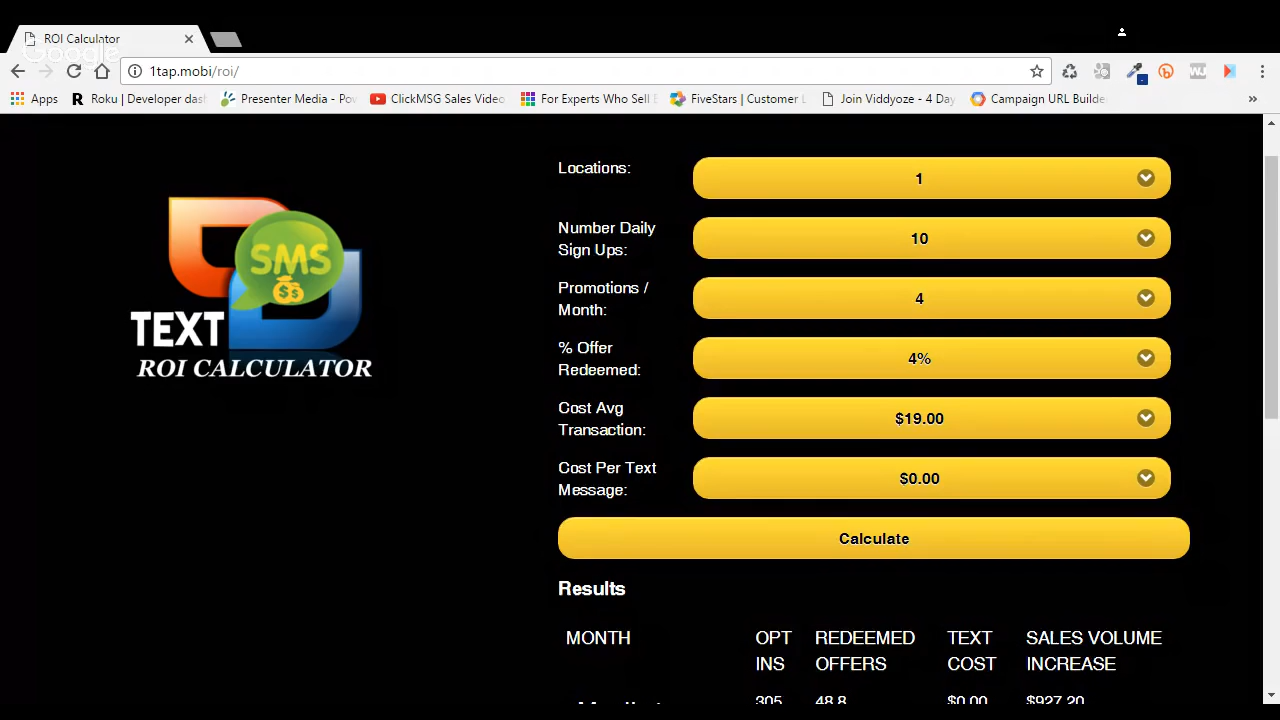 ROI Calculator
Google
1tap.mobi/roi/
Apps
Roku | Developer das
Presenter Media - Pov
ClickMSG Sales Video
For Experts Who Sell
FiveStars | Customer L
Join Viddyoze - 4 Day
Campaign URL Builde
»
Locations:
1
Number Daily
Sign Ups:
10
Promotions /
Month:
4
% Offer
Redeemed:
4%
Cost Avg
Transaction:
$19.00
Cost Per Text
Message:
$0.00
Calculate
SMS
$$
TEXT
ROI CALCULATOR
Results
MONTH
OPT
INS
REDEEMED
OFFERS
TEXT
COST
SALES VOLUME
INCREASE
305
48.8
$0.00
$927.20